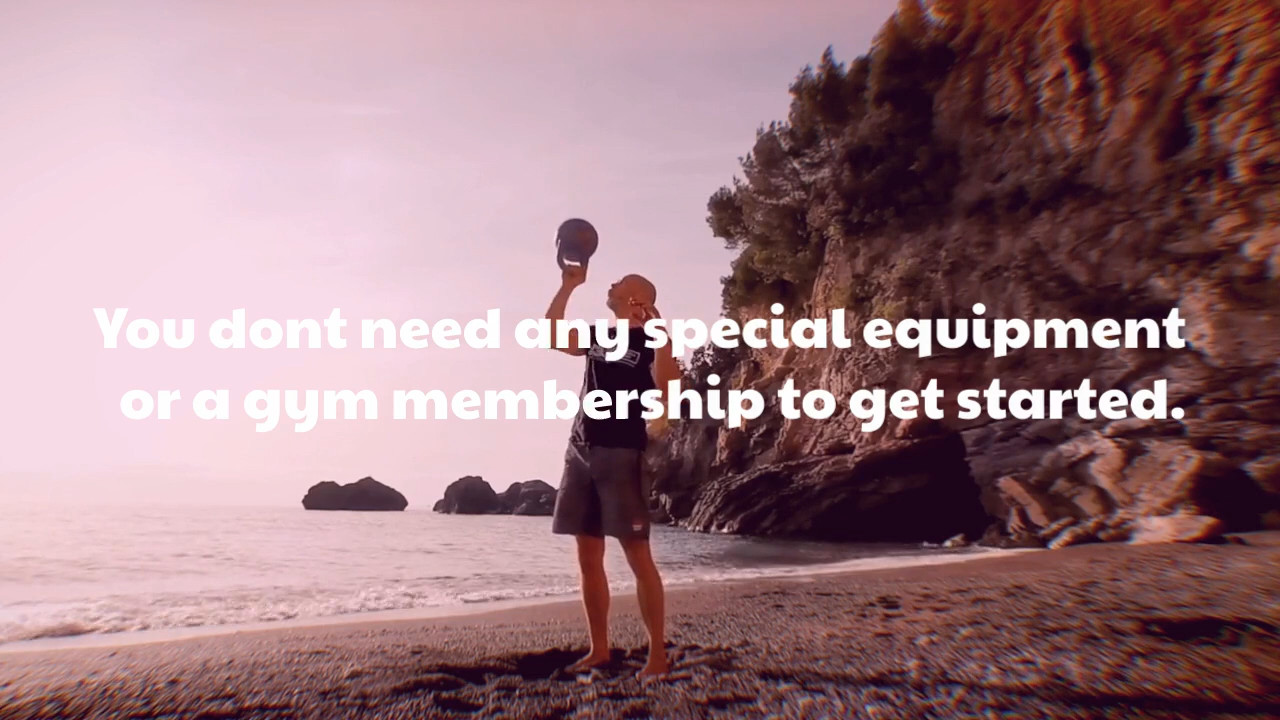 You dont need any special equipment
or a gym membership to get started.